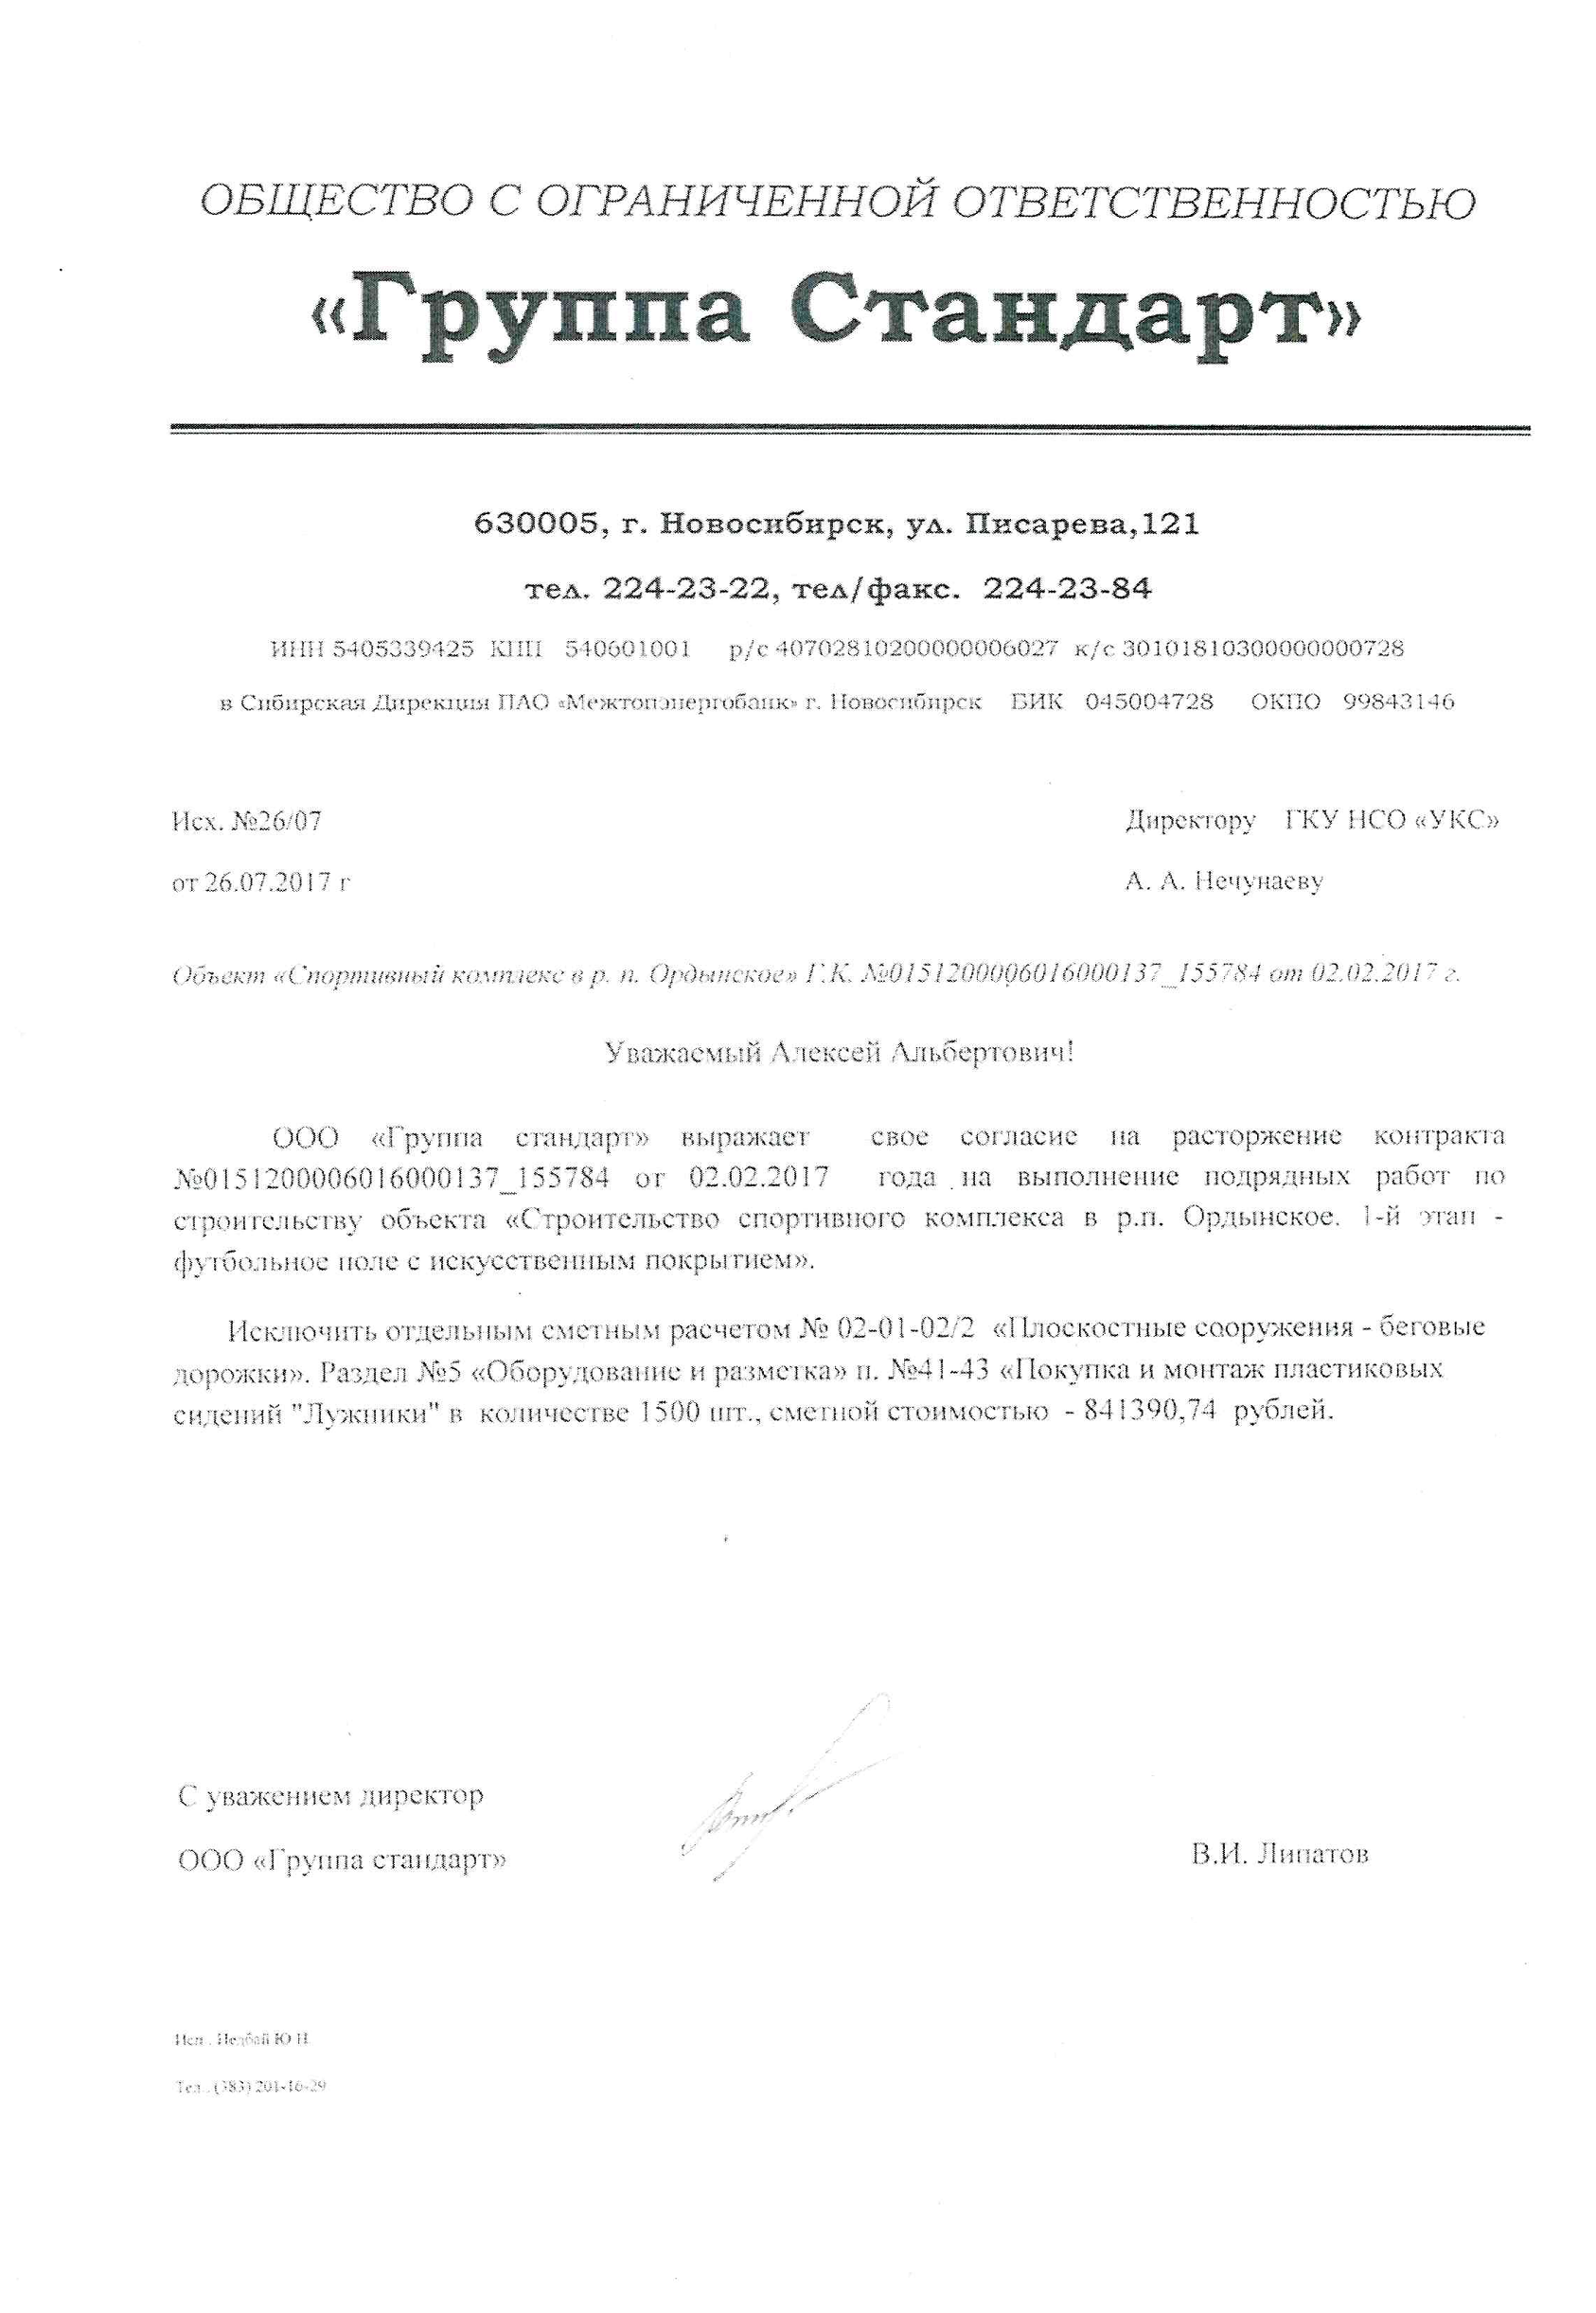 ОБЩЕСТВО С ОГРАНИЧЕННОЙ ОТВЕТСТВЕННОСТЬЮ
«Группа Стандарт»
630005, г. Новосибирск, ул. Писарева,121
тел. 224-23-22, тел/факс. 224-23-84
ИНН 5405339425 КПП 540601001 р/с 40702810200000006027 к/с 30101810300000000728
в Сибирская Дирекция ПАО «Межтопэнергобанк» г. Новосибирск БИК 045004728 ОКПО 99843146
Исх. №26/07 Директору ГКУ НСО «УКС»
от 26.07.2017 г А. А. Нечунаеву
Объект «Спортивный комплекс в р. п. Ордынское» Г.К. №0151200006016000137_155784 от 02.02.2017 г.
Уважаемый Алексей Альбертович!
ООО «Группа стандарт» выражает свое согласие на расторжение контракта
№0151200006016000137_155784 от 02.02.2017 года на выполнение подрядных работ по
строительству объекта «Строительство спортивного комплекса в р.п. Ордынское. 1-й этап -
футбольное поле с искусственным покрытием».
Исключить отдельным сметным расчетом № 02-01-02/2 «Плоскостные сооружения - беговые
дорожки». Раздел №5 «Оборудование и разметка» п. №41-43 «Покупка и монтаж пластиковых
сидений "Лужники" в количестве 1500 шт., сметной стоимостью - 841390,74 рублей.
С уважением директор
ООО «Группа стандарт» В.И. Липатов
Исп. Недбай Ю Н
Тел. (383) 201-16-29